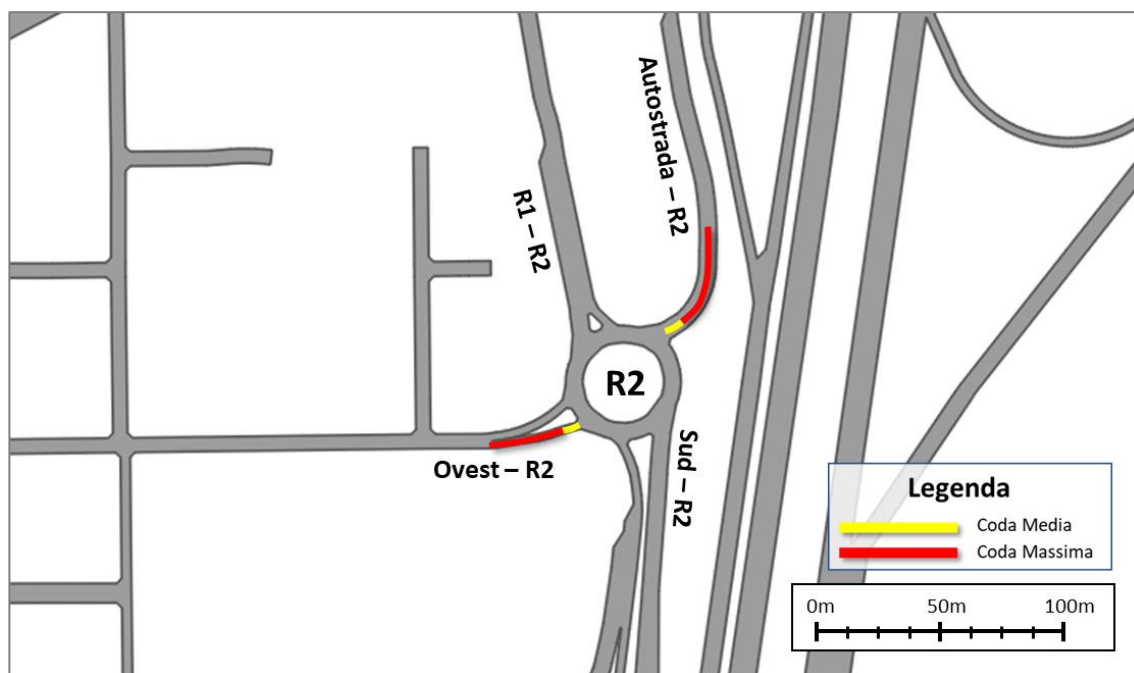 Autostrada – R2
R1 – R2
R2
Sud – R2
Ovest – R2
Legenda
Coda Media
Coda Massima
0m 50m 100m